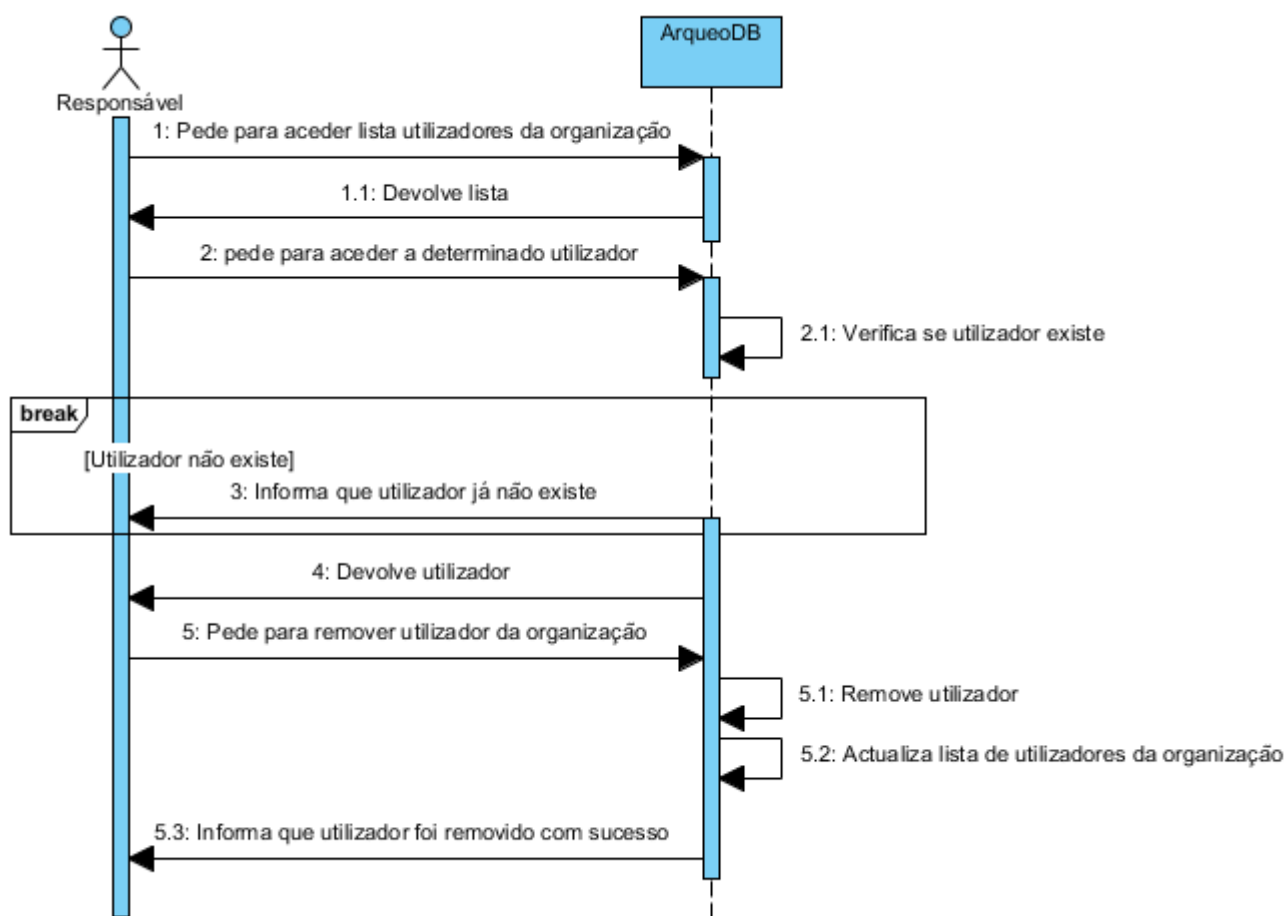 ArqueoDB
Responsável
1: Pede para aceder lista utilizadores da organização
1.1: Devolve lista
2: pede para aceder a determinado utilizador
2.1: Verifica se utilizador existe
break
[Utilizador não existe]
3: Informa que utilizador já não existe
4: Devolve utilizador
5: Pede para remover utilizador da organização
5.1: Remove utilizador
5.2: Actualiza lista de utilizadores da organização
5.3: Informa que utilizador foi removido com sucesso